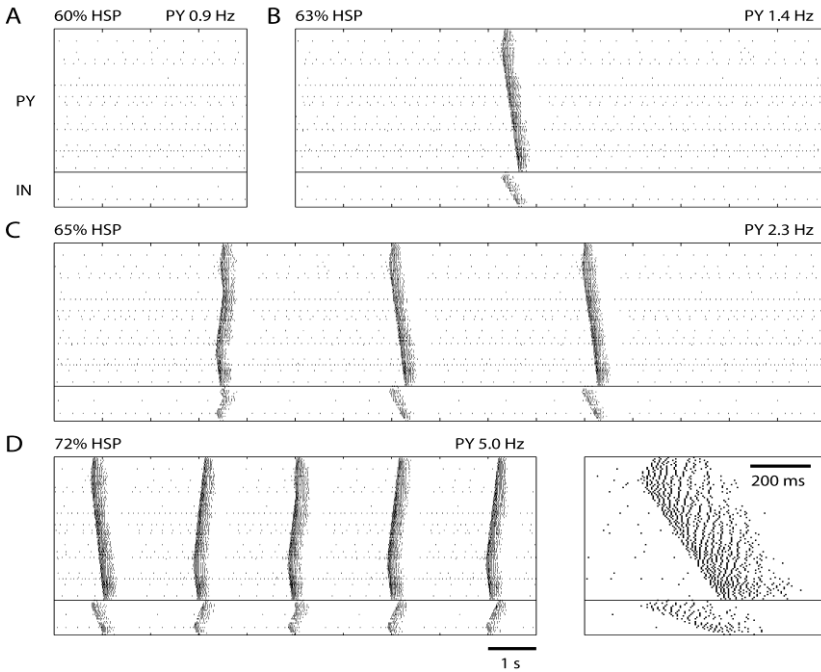 A
60% HSP
PY 0.9 Hz
B
63% HSP
PY 1.4 Hz
PY
IN
C
65% HSP
PY 2.3 Hz
D
72% HSP
PY 5.0 Hz
200 ms
1 s